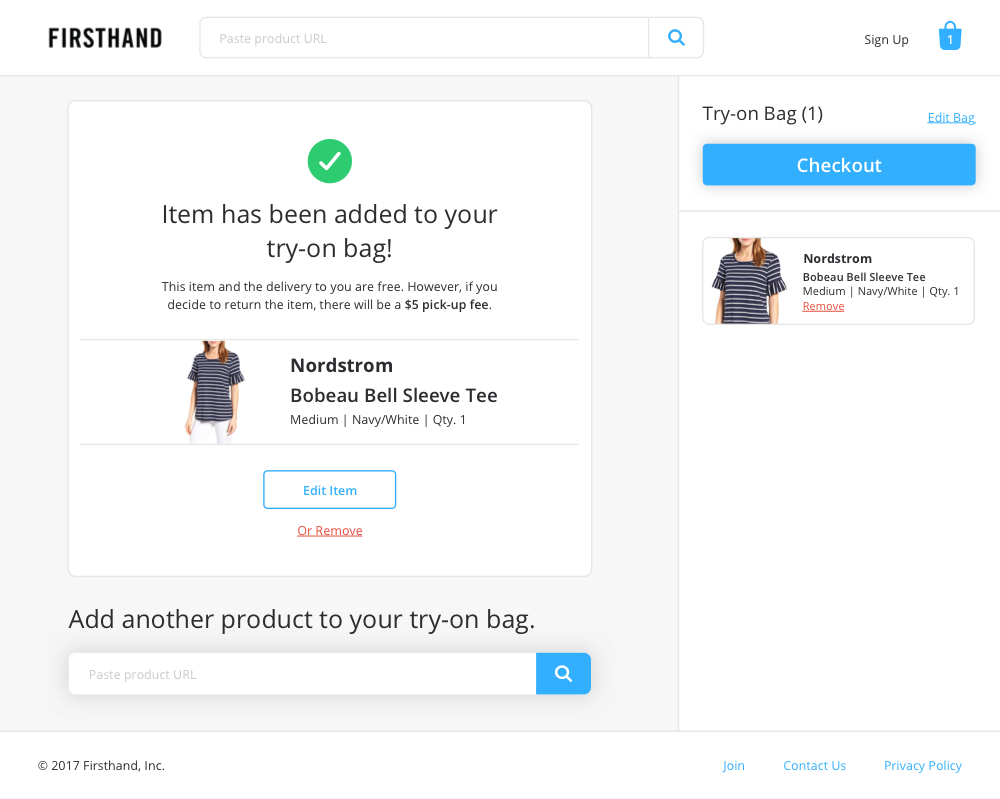 FIRSTHAND
Paste product URL
Sign Up
1
Item has been added to your
try-on bag!
This item and the delivery to you are free. However, if you
decide to return the item, there will be a $5 pick-up fee.
Nordstrom
Bobeau Bell Sleeve Tee
Medium | Navy/White | Qty. 1
Edit Item
Or Remove
Add another product to your try-on bag.
Paste product URL
Try-on Bag (1)
Edit Bag
Checkout
Nordstrom
Bobeau Bell Sleeve Tee
Medium | Navy/White | Qty. 1
Remove
© 2017 Firsthand, Inc.
Join
Contact Us
Privacy Policy